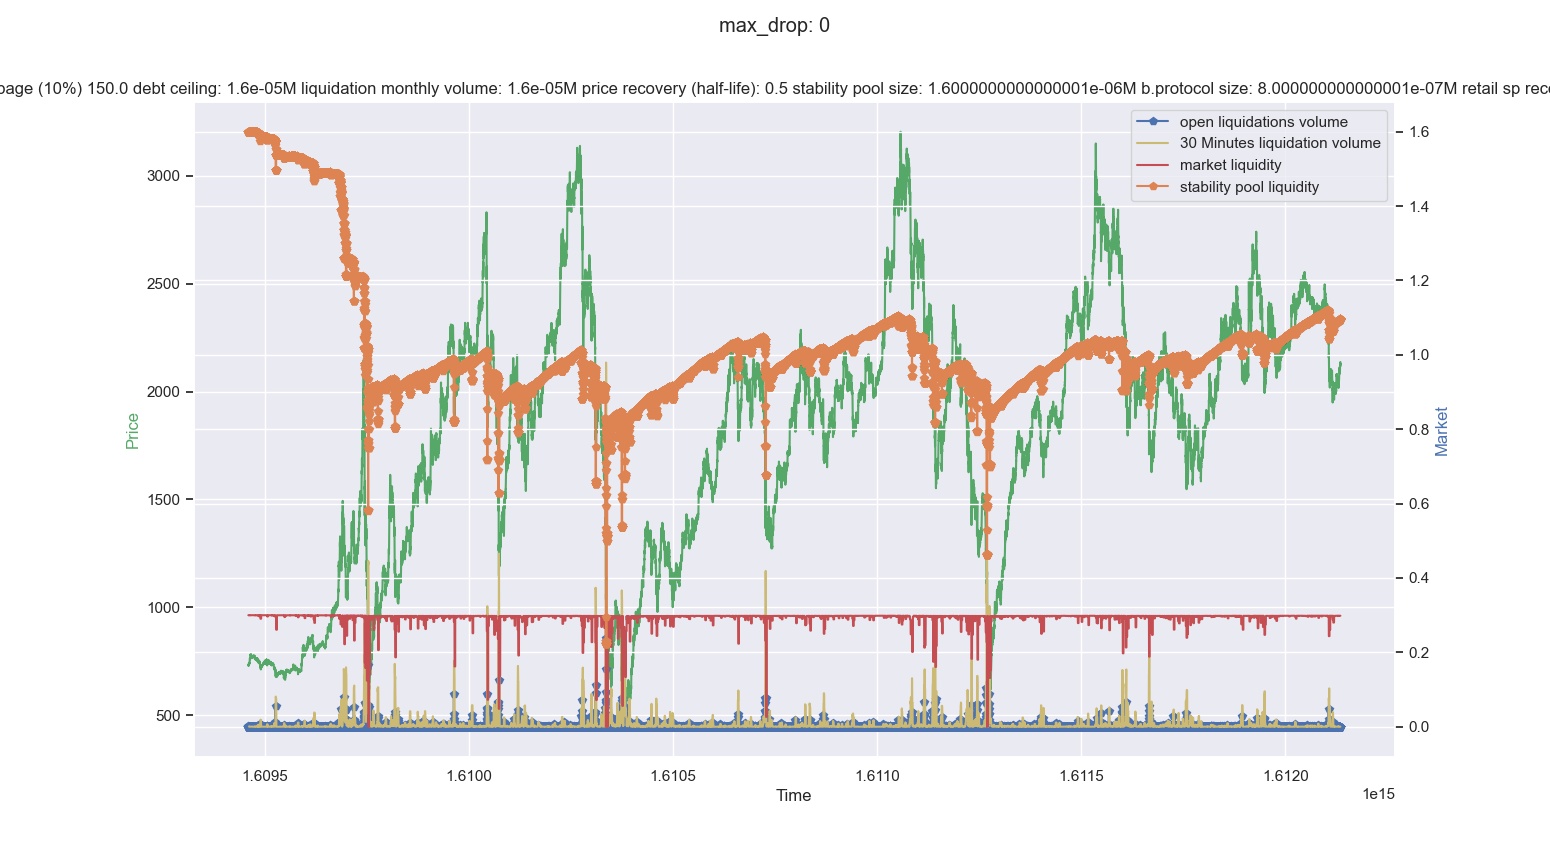 max_drop: 0
page (10%) 150.0 debt ceiling: 1.6e-05M liquidation monthly volume: 1.6e-05M price recovery (half-life): 0.5 stability pool size: 1.6000000000000001e-06M b.protocol size: 8.000000000000001e-07M retail sp
open liquidations volume
30 Minutes liquidation volume
market liquidity
stability pool liquidity
3000
2500
2000
1500
1000
500
Price
1.6
1.4
1.2
1.0
0.8
0.6
0.4
0.2
0.0
Market
1.6095
1.6100
1.6105
1.6110
1.6115
1.6120
Time
1e15